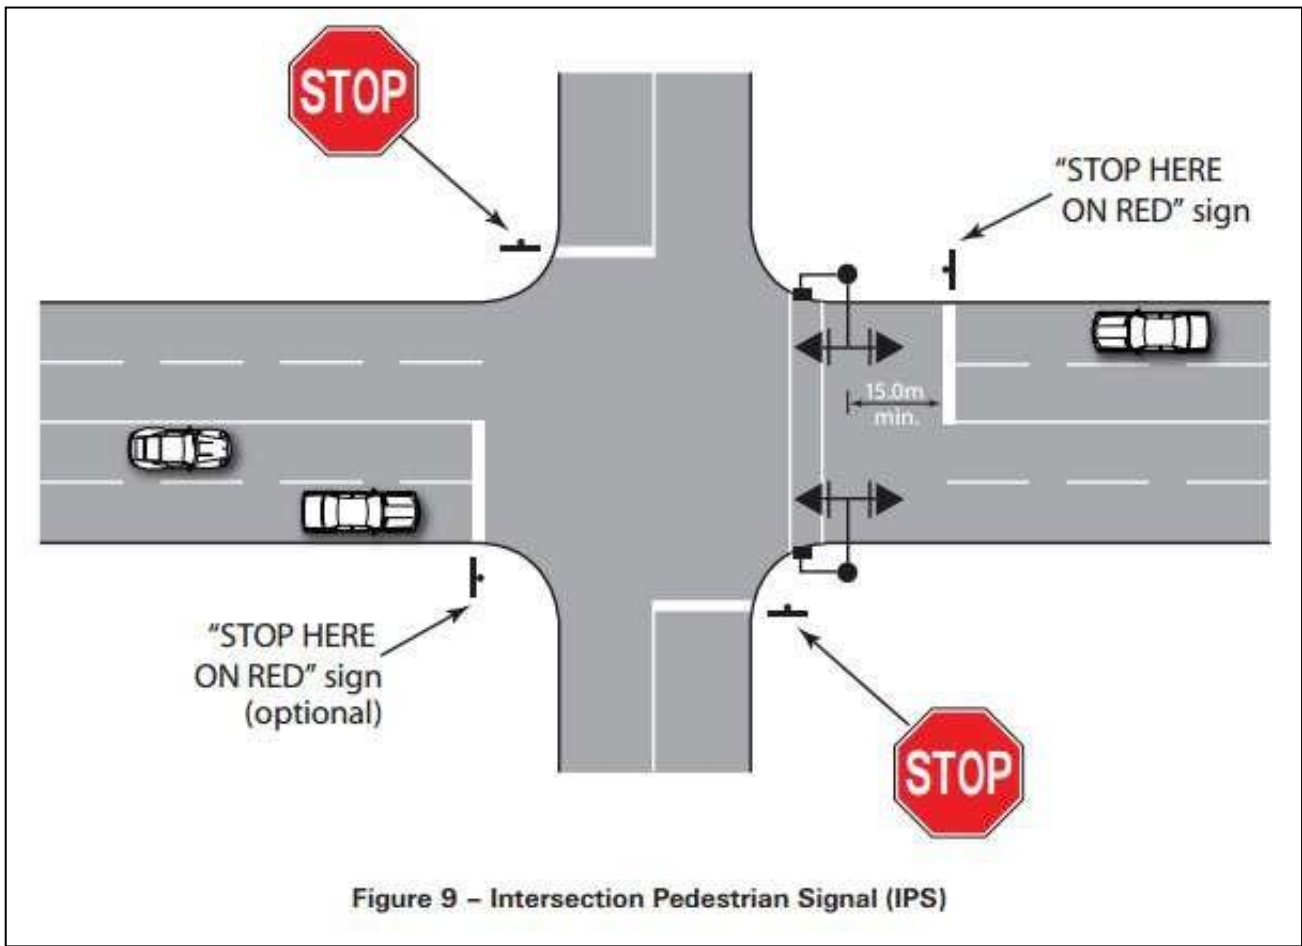 STOP
“STOP HERE
ON RED” sign
15.0m
min.
“STOP HERE
ON RED” sign
(optional)
STOP
Figure 9 – Intersection Pedestrian Signal (IPS)